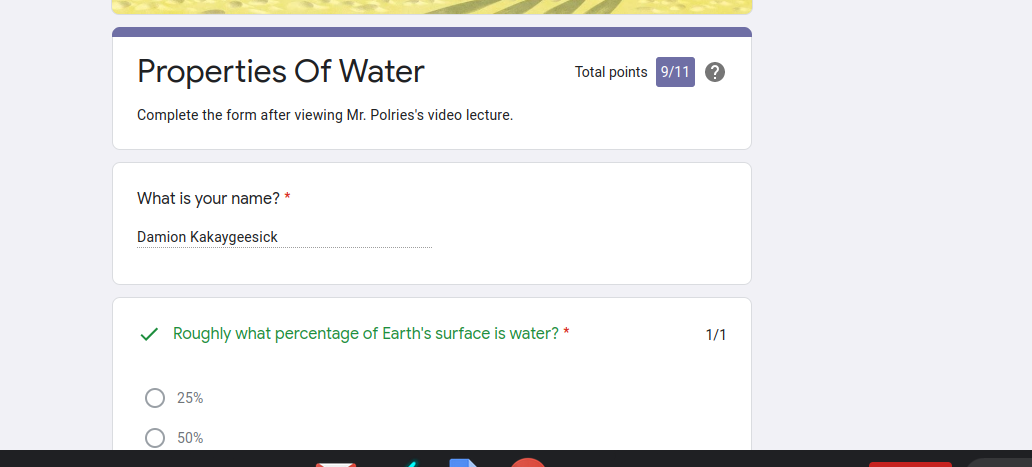 Properties Of Water
Total points 9/11 ?
Complete the form after viewing Mr. Polries's video lecture.
What is your name? *
Damion Kakaygeesick
Roughly what percentage of Earth's surface is water? *
1/1
25%
50%